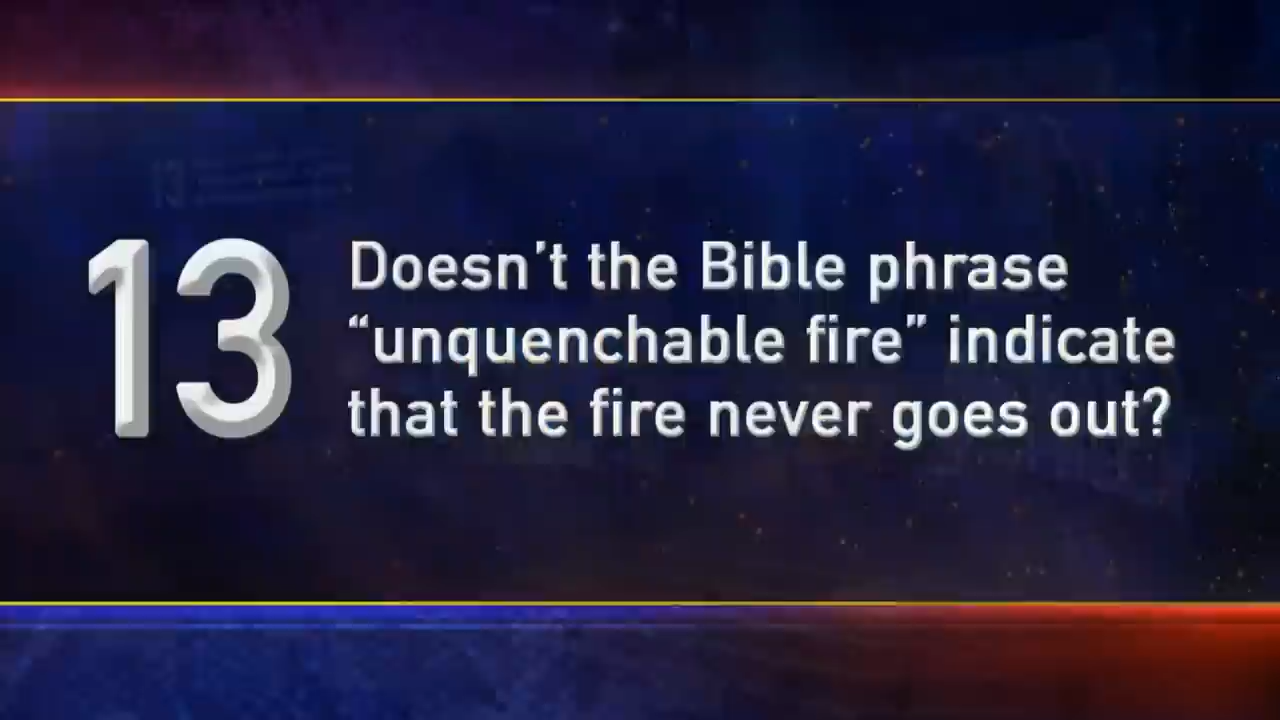 13
Doesn’t the Bible phrase
“unquenchable fire” indicate
that the fire never goes out?